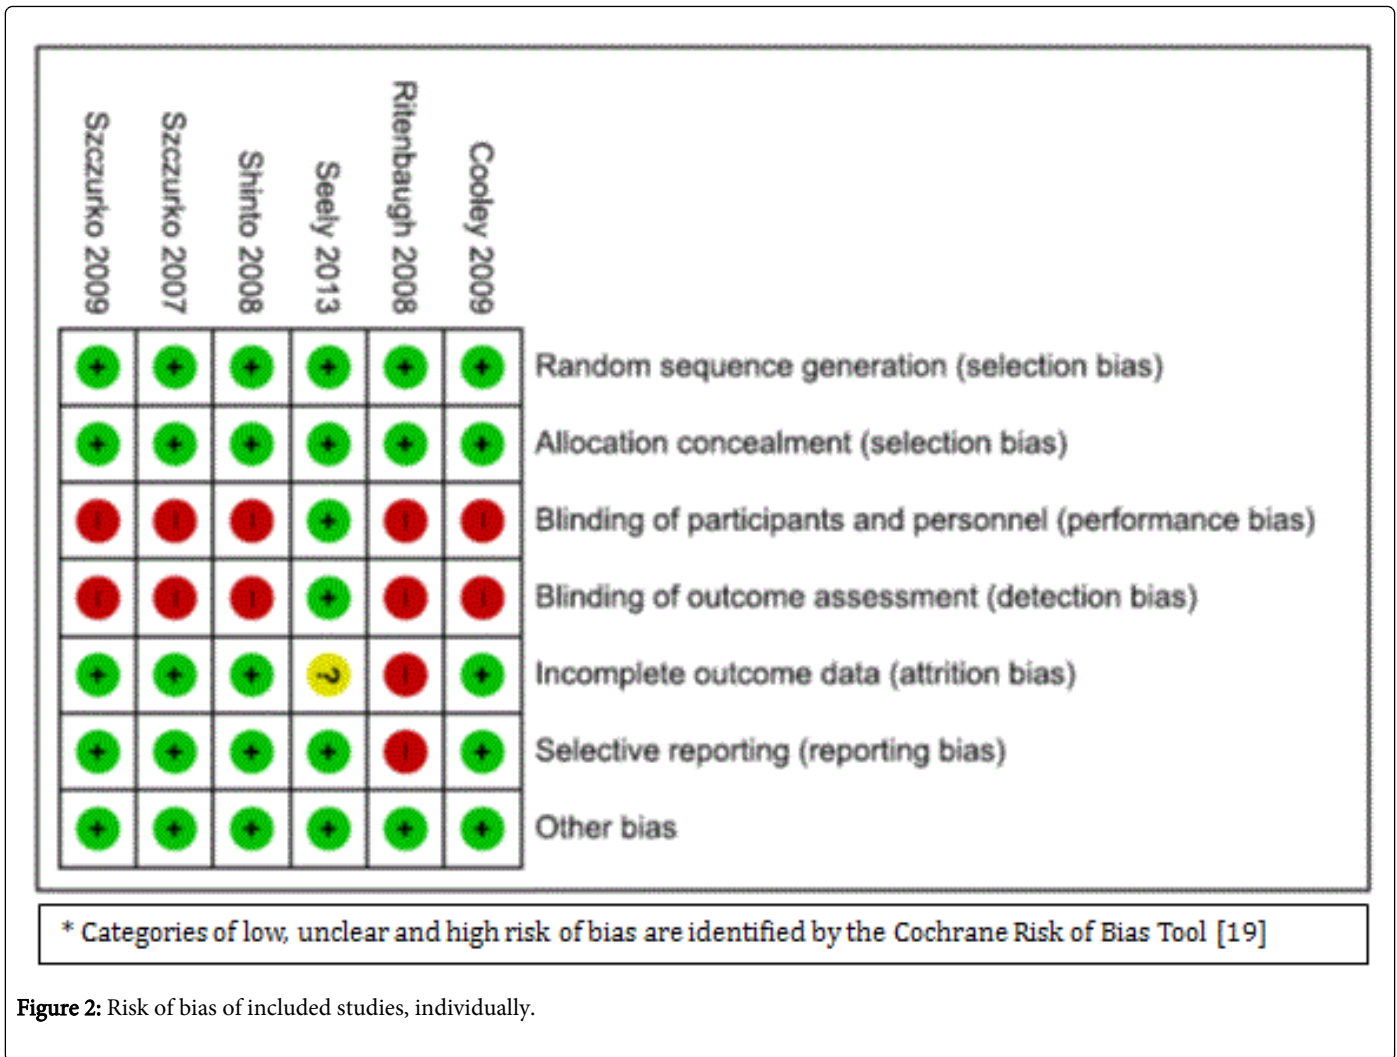 Szczurko 2009
Szczurko 2007
Shinto 2008
Seely 2013
Ritenbaugh 2008
Cooley 2009
+ + + + + + Random sequence generation (selection bias)
+ + + + + + Allocation concealment (selection bias)
- - - + - - Blinding of participants and personnel (performance bias)
- - - + - - Blinding of outcome assessment (detection bias)
+ + + ? - + Incomplete outcome data (attrition bias)
+ + + + - + Selective reporting (reporting bias)
+ + + + + + Other bias
* Categories of low, unclear and high risk of bias are identified by the Cochrane Risk of Bias Tool [19]
Figure 2: Risk of bias of included studies, individually.